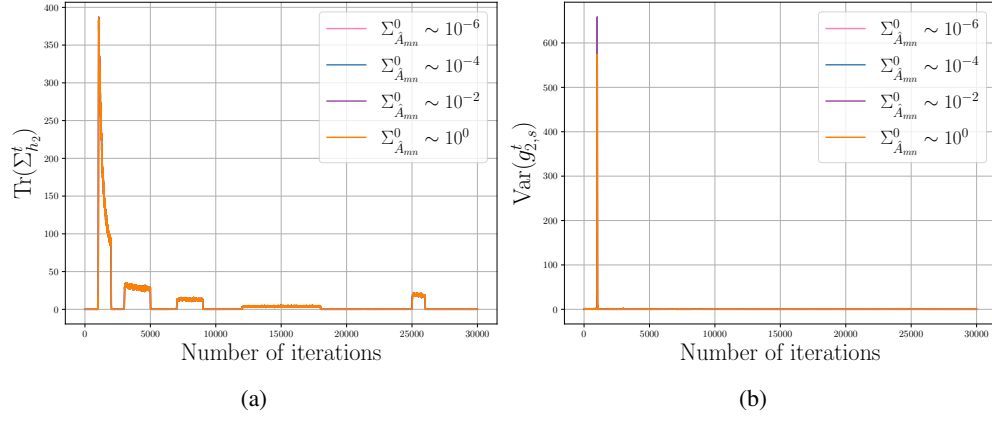 400
350
300
250
200
150
100
50
0
Tr(Σ^t_{h_2})
0 5000 10000 15000 20000 25000 30000
Number of iterations
Σ^0_{Â_{mn}} ∼ 10^{-6}
Σ^0_{Â_{mn}} ∼ 10^{-4}
Σ^0_{Â_{mn}} ∼ 10^{-2}
Σ^0_{Â_{mn}} ∼ 10^0
(a)
600
500
400
300
200
100
0
Var(g^t_{2,s})
0 5000 10000 15000 20000 25000 30000
Number of iterations
Σ^0_{Â_{mn}} ∼ 10^{-6}
Σ^0_{Â_{mn}} ∼ 10^{-4}
Σ^0_{Â_{mn}} ∼ 10^{-2}
Σ^0_{Â_{mn}} ∼ 10^0
(b)